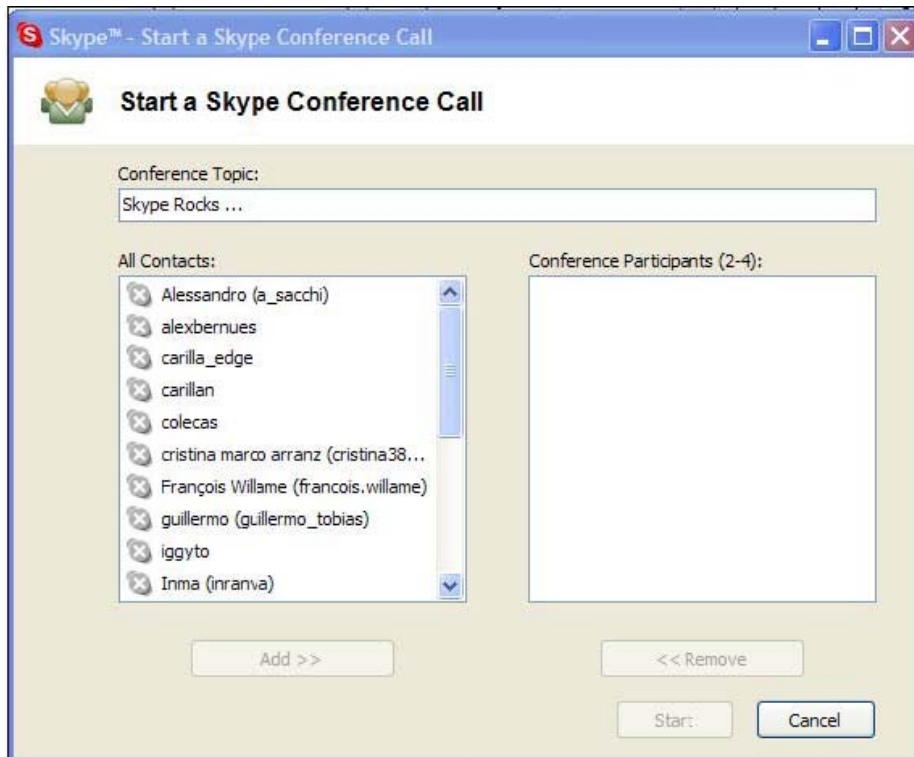 Skype™ - Start a Skype Conference Call
Start a Skype Conference Call
Conference Topic:
Skype Rocks ...
All Contacts:
Conference Participants (2-4):
Alessandro (a_sacchi)
alexbernues
carilla_edge
carillan
colecas
cristina marco arranz (cristina38...
François Willame (francois.willame)
guillermo (guillermo_tobias)
iggyto
Inma (inranva)
Add >>
<< Remove
Start
Cancel